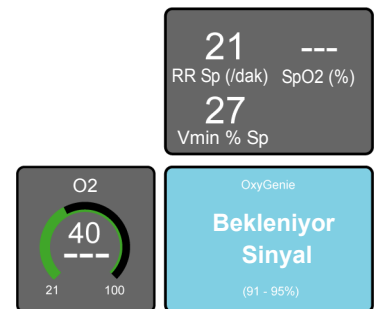 21 ---
RR Sp (/dak) SpO2 (%)
27
Vmin % Sp
O2
40
---
21 100
OxyGenie
Bekleniyor
Sinyal
(91 - 95%)